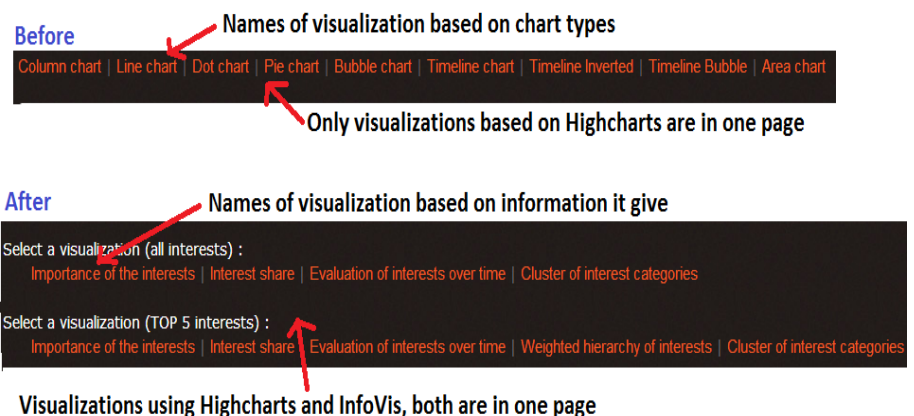 Names of visualization based on chart types
Before
Column chart | Line chart | Dot chart | Pie chart | Bubble chart | Timeline chart | Timeline Inverted | Timeline Bubble | Area chart
Only visualizations based on Highcharts are in one page
After
Names of visualization based on information it give
Select a visualization (all interests) :
Importance of the interests | Interest share | Evaluation of interests over time | Cluster of interest categories
Select a visualization (TOP 5 interests) :
Importance of the interests | Interest share | Evaluation of interests over time | Weighted hierarchy of interests | Cluster of interest categories
Visualizations using Highcharts and InfoVis, both are in one page